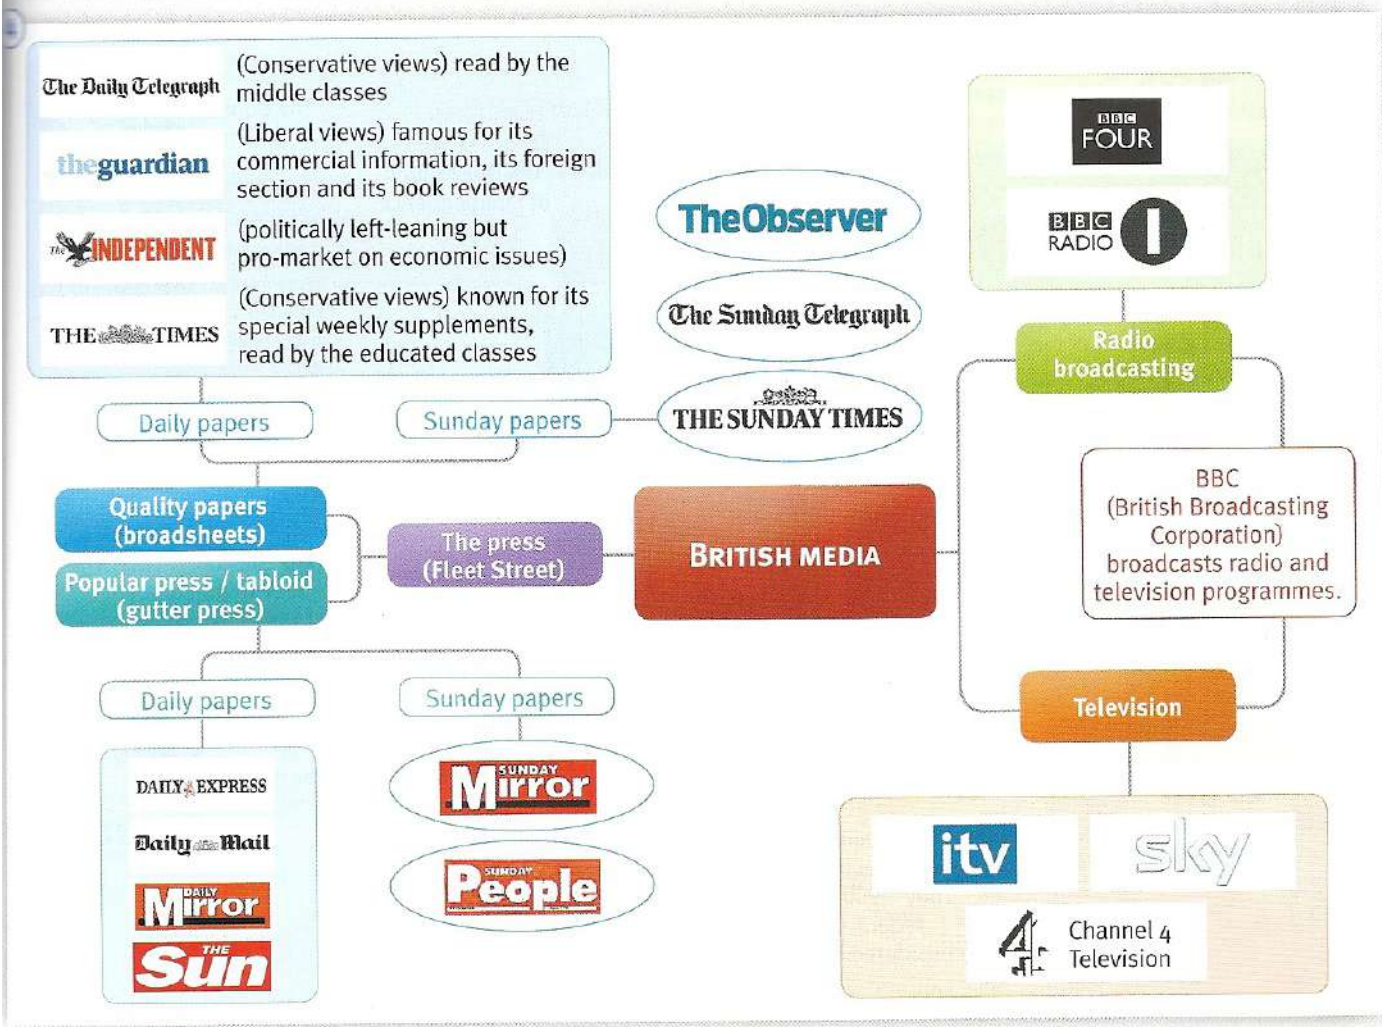 The Daily Telegraph
(Conservative views) read by the
middle classes
theguardian
(Liberal views) famous for its
commercial information, its foreign
section and its book reviews
The INDEPENDENT
(politically left-leaning but
pro-market on economic issues)
THE TIMES
(Conservative views) known for its
special weekly supplements,
read by the educated classes
Daily papers
Sunday papers
TheObserver
The Sunday Telegraph
THE SUNDAY TIMES
Quality papers
(broadsheets)
Popular press / tabloid
(gutter press)
The press
(Fleet Street)
BRITISH MEDIA
Daily papers
Sunday papers
DAILY EXPRESS
Daily Mail
DAILY
Mirror
THE
Sun
SUNDAY
Mirror
SUNDAY
People
BBC
FOUR
BBC
RADIO 1
Radio
broadcasting
BBC
(British Broadcasting
Corporation)
broadcasts radio and
television programmes.
Television
itv
sky
4
Channel 4
Television